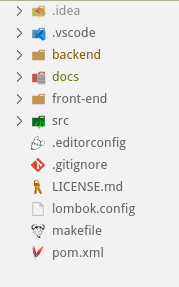 .idea
.vscode
backend
docs
front-end
src
.editorconfig
.gitignore
LICENSE.md
lombok.config
makefile
pom.xml